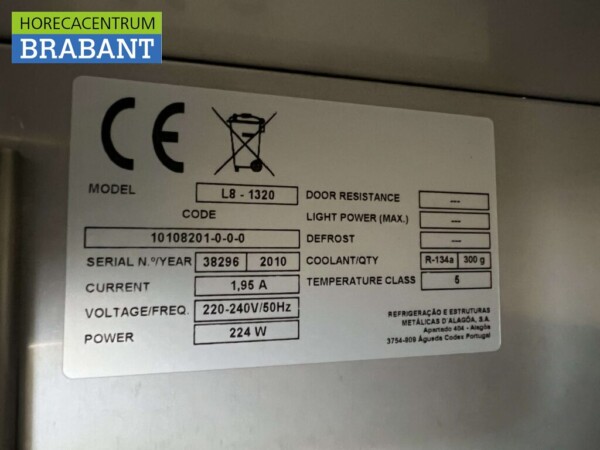 HORECACENTRUM
BRABANT
CE
MODEL L8 - 1320
CODE
10108201-0-0-0
SERIAL N.º/YEAR 38296 2010
CURRENT 1,95 A
VOLTAGE/FREQ. 220-240V/50Hz
POWER 224 W
DOOR RESISTANCE ---
LIGHT POWER (MAX.) ---
DEFROST ---
COOLANT/QTY R-134a 300 g
TEMPERATURE CLASS 5
REFRIGERAÇÃO E ESTRUTURAS
METÁLICAS D'ALAGÔA, S.A.
Apartado 404 - Alagôa
3754-909 Águeda Codex Portugal